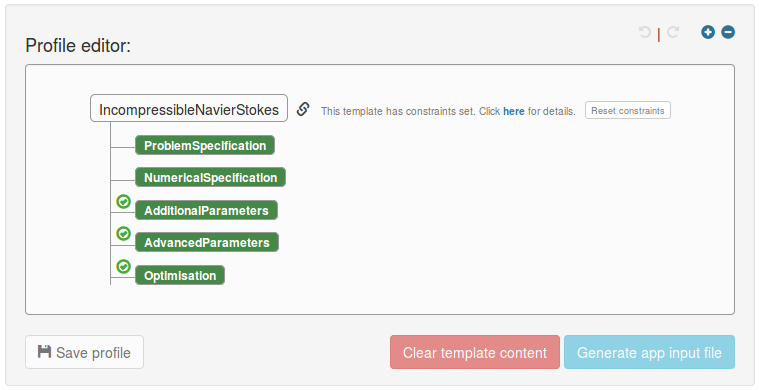 Profile editor:
IncompressibleNavierStokes This template has constraints set. Click here for details. Reset constraints
ProblemSpecification
NumericalSpecification
AdditionalParameters
AdvancedParameters
Optimisation
Save profile Clear template content Generate app input file